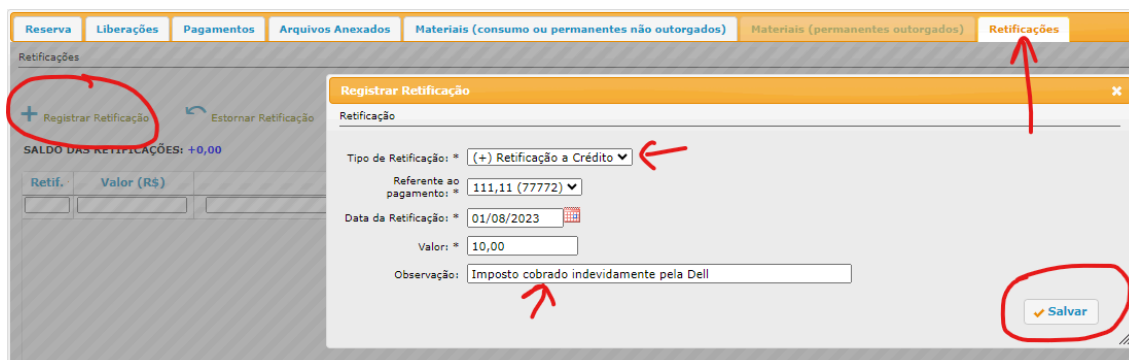 Reserva Liberações Pagamentos Arquivos Anexados Materiais (consumo ou permanentes não outorgados) Materiais (permanentes outorgados) Retificações
Retificações
Registrar Retificação Estornar Retificação
SALDO DAS RETIFICAÇÕES: +0,00
Retif. Valor (R$)
Registrar Retificação
Retificação
Tipo de Retificação: * (+) Retificação a Crédito
Referente ao
pagamento: * 111,11 (77772)
Data da Retificação: * 01/08/2023
Valor: * 10,00
Observação: Imposto cobrado indevidamente pela Dell
Salvar